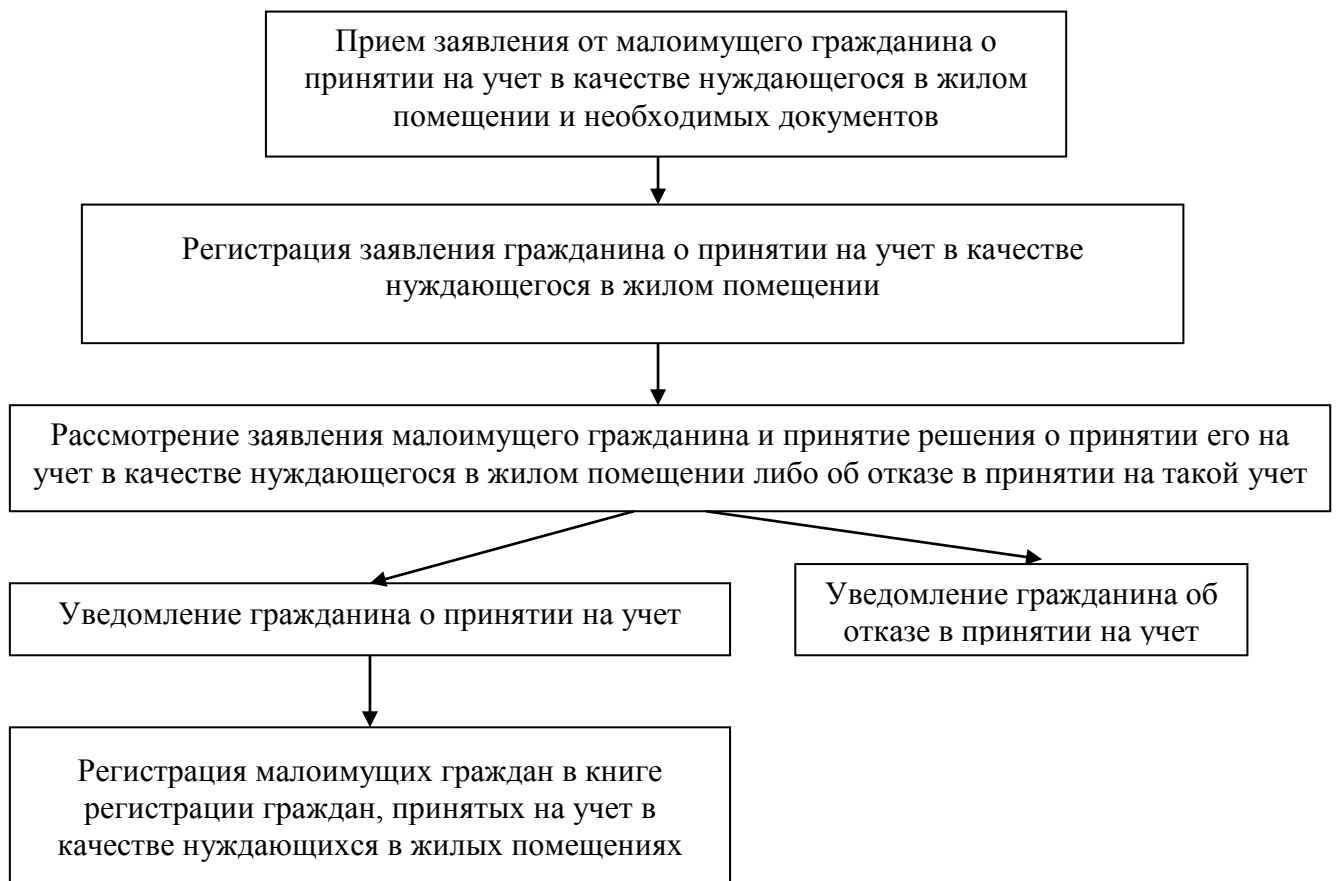 Прием заявления от малоимущего гражданина о
принятии на учет в качестве нуждающегося в жилом
помещении и необходимых документов
Регистрация заявления гражданина о принятии на учет в качестве
нуждающегося в жилом помещении
Рассмотрение заявления малоимущего гражданина и принятие решения о принятии его на
учет в качестве нуждающегося в жилом помещении либо об отказе в принятии на такой учет
Уведомление гражданина о принятии на учет
Уведомление гражданина об
отказе в принятии на учет
Регистрация малоимущих граждан в книге
регистрации граждан, принятых на учет в
качестве нуждающихся в жилых помещениях